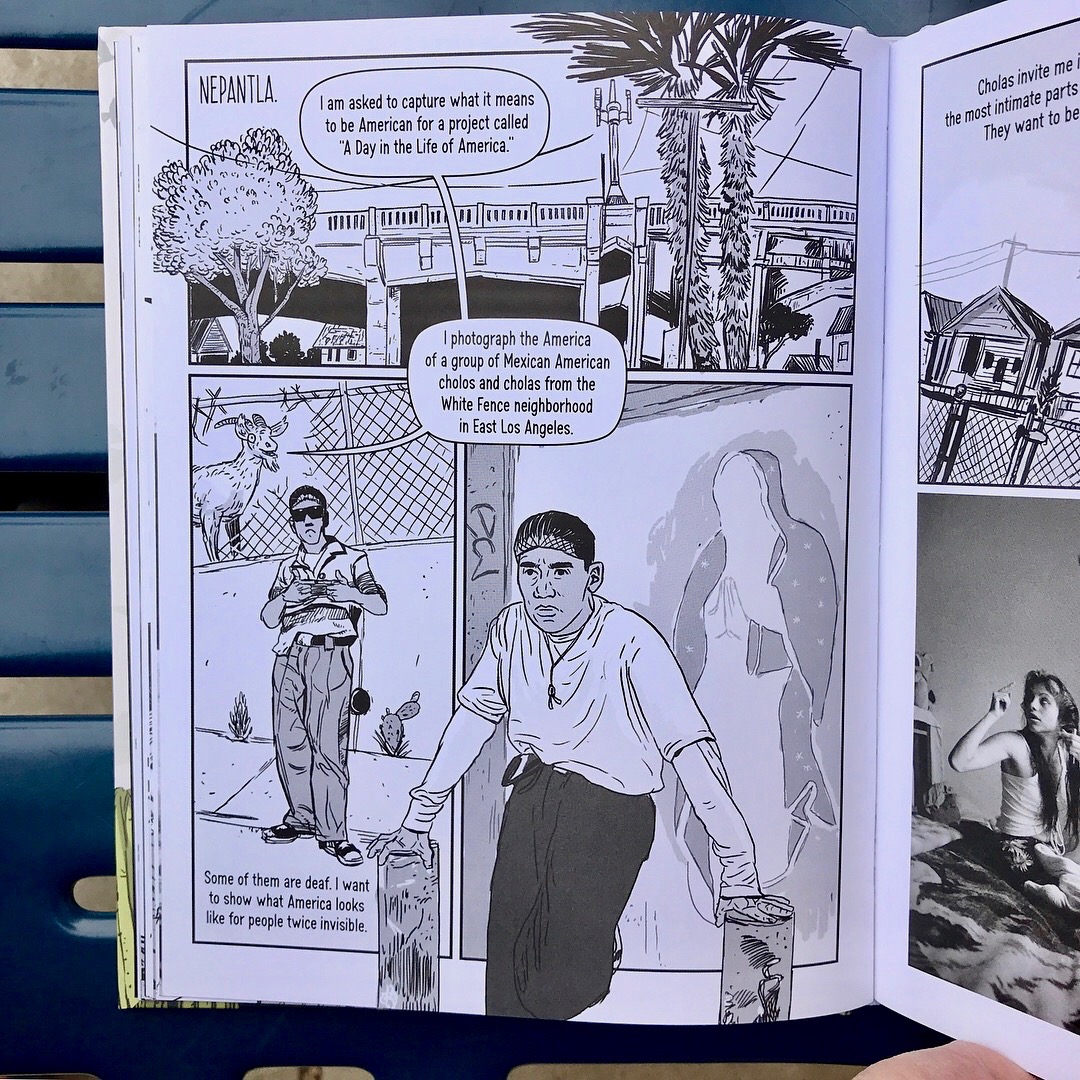 NEPANTLA.
I am asked to capture what it means
to be American for a project called
"A Day in the Life of America."
I photograph the America
of a group of Mexican American
cholos and cholas from the
White Fence neighborhood
in East Los Angeles.
Some of them are deaf. I want
to show what America looks
like for people twice invisible.
Cholas invite me
the most intimate parts
They want to be